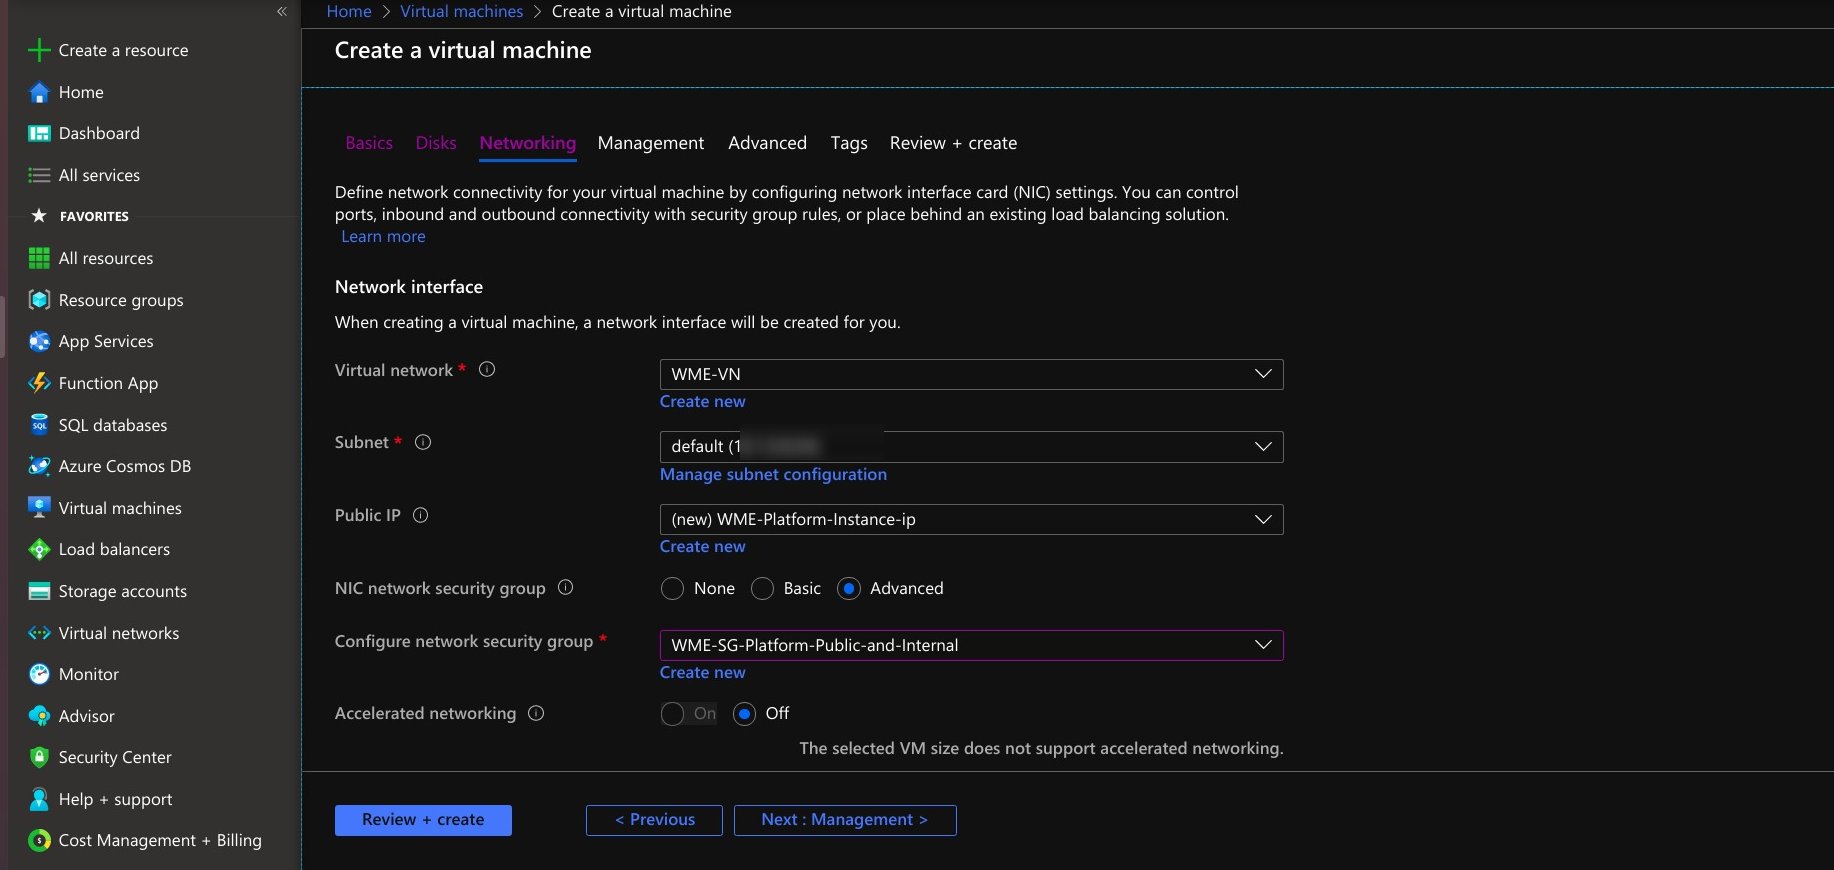 «
Create a resource
Home
Dashboard
All services
FAVORITES
All resources
Resource groups
App Services
Function App
SQL databases
Azure Cosmos DB
Virtual machines
Load balancers
Storage accounts
Virtual networks
Monitor
Advisor
Security Center
Help + support
Cost Management + Billing
Home > Virtual machines > Create a virtual machine
Create a virtual machine
Basics Disks Networking Management Advanced Tags Review + create
Define network connectivity for your virtual machine by configuring network interface card (NIC) settings. You can control
ports, inbound and outbound connectivity with security group rules, or place behind an existing load balancing solution.
Learn more
Network interface
When creating a virtual machine, a network interface will be created for you.
Virtual network * WME-VN
Create new
Subnet * default (1
Manage subnet configuration
Public IP (new) WME-Platform-Instance-ip
Create new
NIC network security group None Basic Advanced
Configure network security group * WME-SG-Platform-Public-and-Internal
Create new
Accelerated networking On Off
The selected VM size does not support accelerated networking.
Review + create < Previous Next : Management >